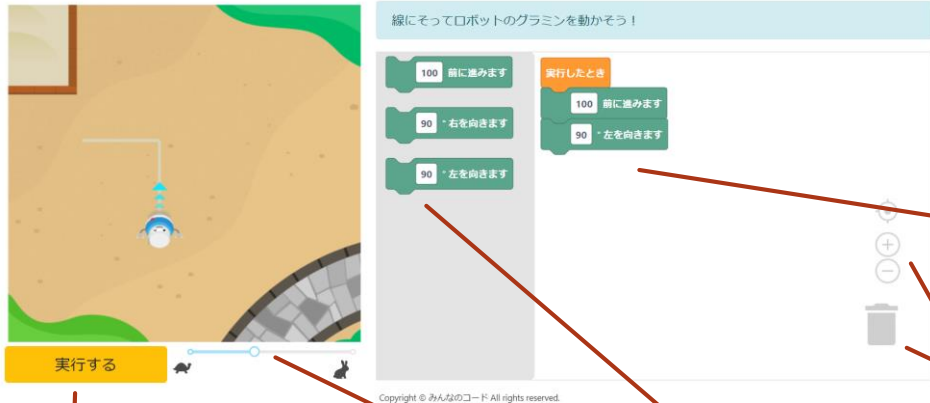 線にそってロボットのグラミンを動かそう！
100 前に進みます
90 ° 右を向きます
90 ° 左を向きます
実行したとき
100 前に進みます
90 ° 左を向きます
実行する
Copyright © みんなのコード All rights reserved.